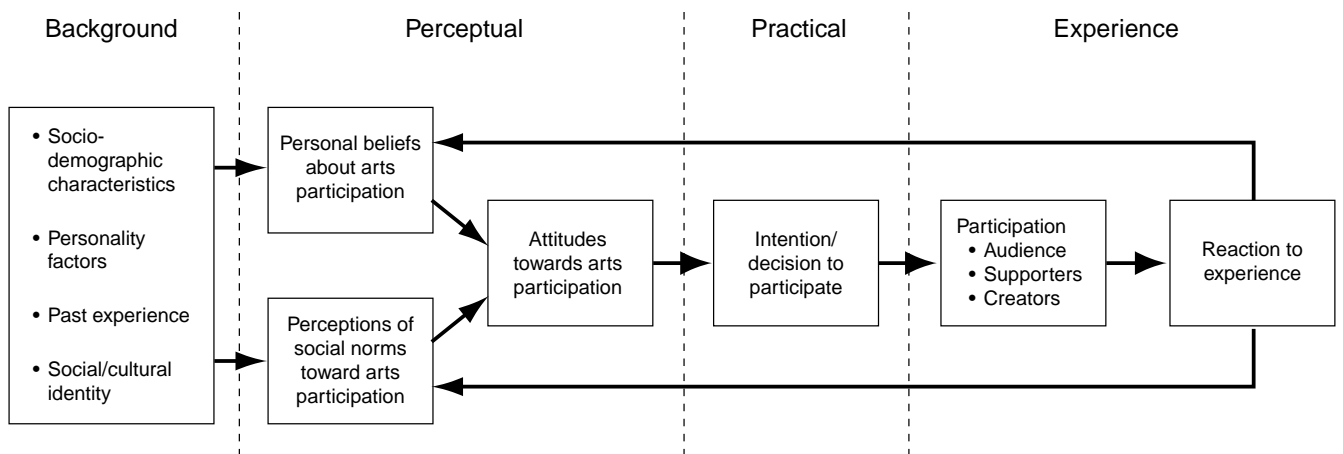 Background
Perceptual
Practical
Experience
• Socio-
demographic
characteristics
• Personality
factors
• Past experience
• Social/cultural
identity
Personal beliefs
about arts
participation
Perceptions of
social norms
toward arts
participation
Attitudes
towards arts
participation
Intention/
decision to
participate
Participation
• Audience
• Supporters
• Creators
Reaction to
experience